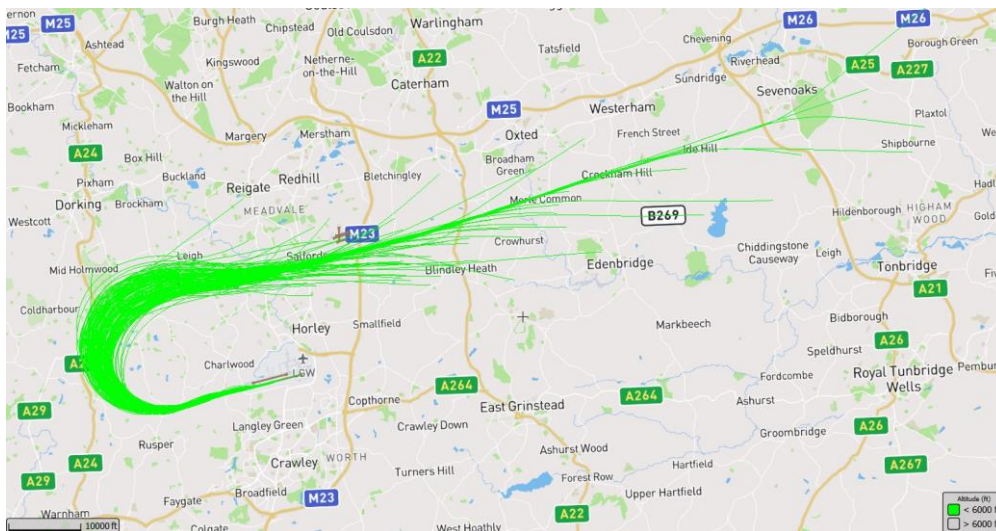 M25
Burgh Heath
Chipstead
Old Coulsdon
Warlingham
M26
M26
M25
Ashtead
Kingswood
Netherne-
on-the-Hill
A22
Tatsfield
Chevening
Borough Green
Fetcham
Walton on
the Hill
Caterham
Sundridge
Riverhead
A25
A227
Bookham
M25
Westerham
Sevenoaks
Mickleham
Margery
Merstham
Oxted
French Street
Plaxtol
A24
Box Hill
Redhill
Broadham
Green
Ide Hill
Shipbourne
Pixham
Buckland
Reigate
Bletchingley
Crockham Hill
Dorking
Brockham
MEADVALE
Westcott
M23
B269
Hildenborough
HIGHAM
WOOD
Crowhurst
Mid Holmwood
Leigh
Blindley Heath
Edenbridge
Chiddingstone
Causeway
Leigh
Tonbridge
Coldharbour
A21
Horley
Smallfield
Markbeech
Bidborough
Charlwood
LGW
Speldhurst
A26
Fordcombe
Royal Tunbridge
Wells
A264
A264
Ashurst
A29
Copthorne
East Grinstead
Langley Green
Crawley Down
Groombridge
A26
Rusper
WORTH
Ashurst Wood
A24
Crawley
Turners Hill
Hartfield
A267
A29
Forest Row
Faygate
Broadfield
M23
Upper Hartfield
Warnham
A22
West Hoathly
10000 ft
Altitude (ft)
< 6000
> 6000